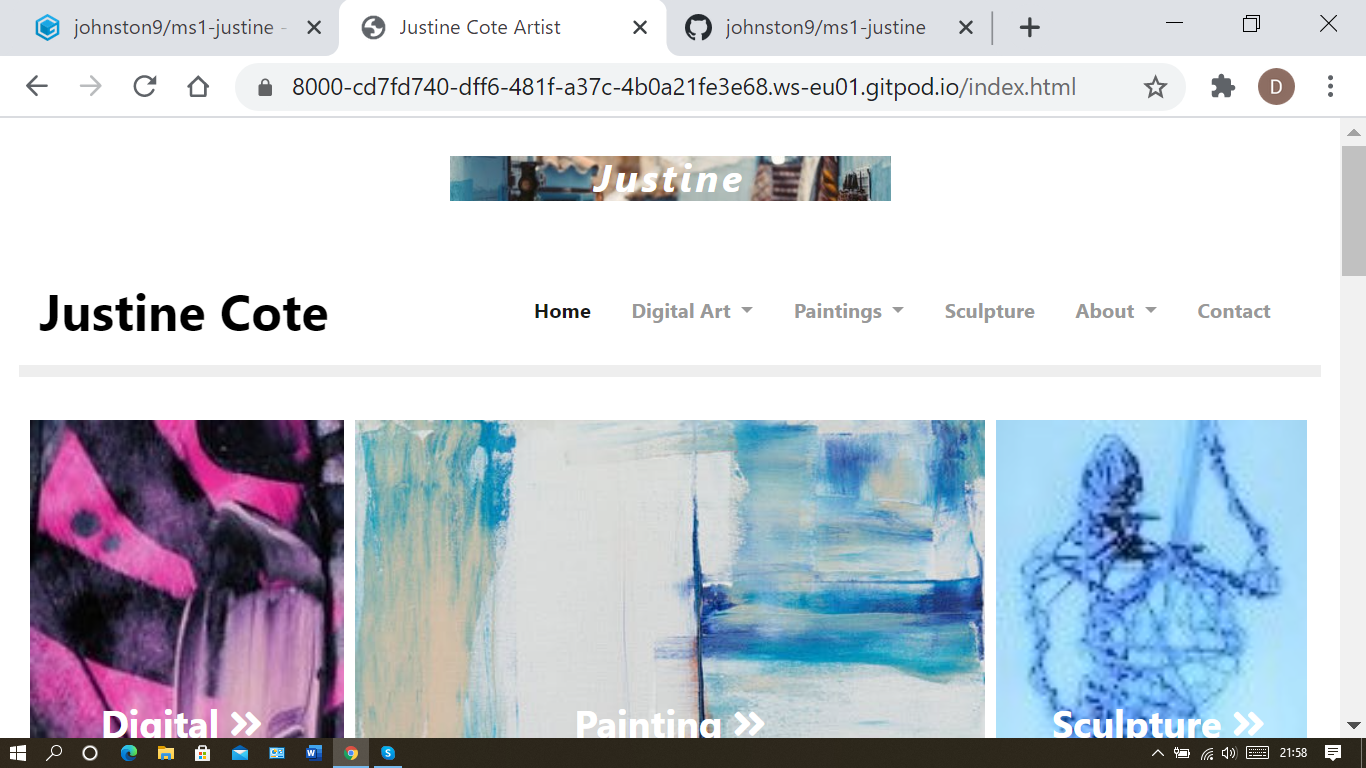 johnston9/ms1-justine -
Justine Cote Artist
johnston9/ms1-justine
8000-cd7fd740-dff6-481f-a37c-4b0a21fe3e68.ws-eu01.gitpod.io/index.html
D
Justine
Justine Cote
Home Digital Art Paintings Sculpture About Contact
Digital »
Painting »
Sculpture »
W
S
21:58